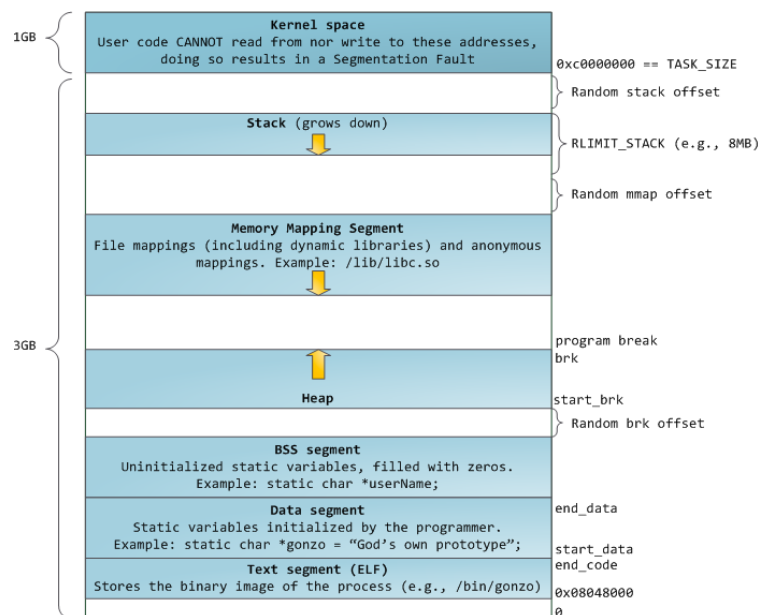 Kernel space
1GB
User code CANNOT read from nor write to these addresses,
doing so results in a Segmentation Fault
0xc0000000 == TASK_SIZE
Random stack offset
Stack (grows down)
RLIMIT_STACK (e.g., 8MB)
Random mmap offset
Memory Mapping Segment
File mappings (including dynamic libraries) and anonymous
mappings. Example: /lib/libc.so
3GB
program break
brk
Heap
start_brk
Random brk offset
BSS segment
Uninitialized static variables, filled with zeros.
Example: static char *userName;
Data segment
end_data
Static variables initialized by the programmer.
Example: static char *gonzo = “God’s own prototype”;
start_data
end_code
Text segment (ELF)
Stores the binary image of the process (e.g., /bin/gonzo)
0x08048000
0